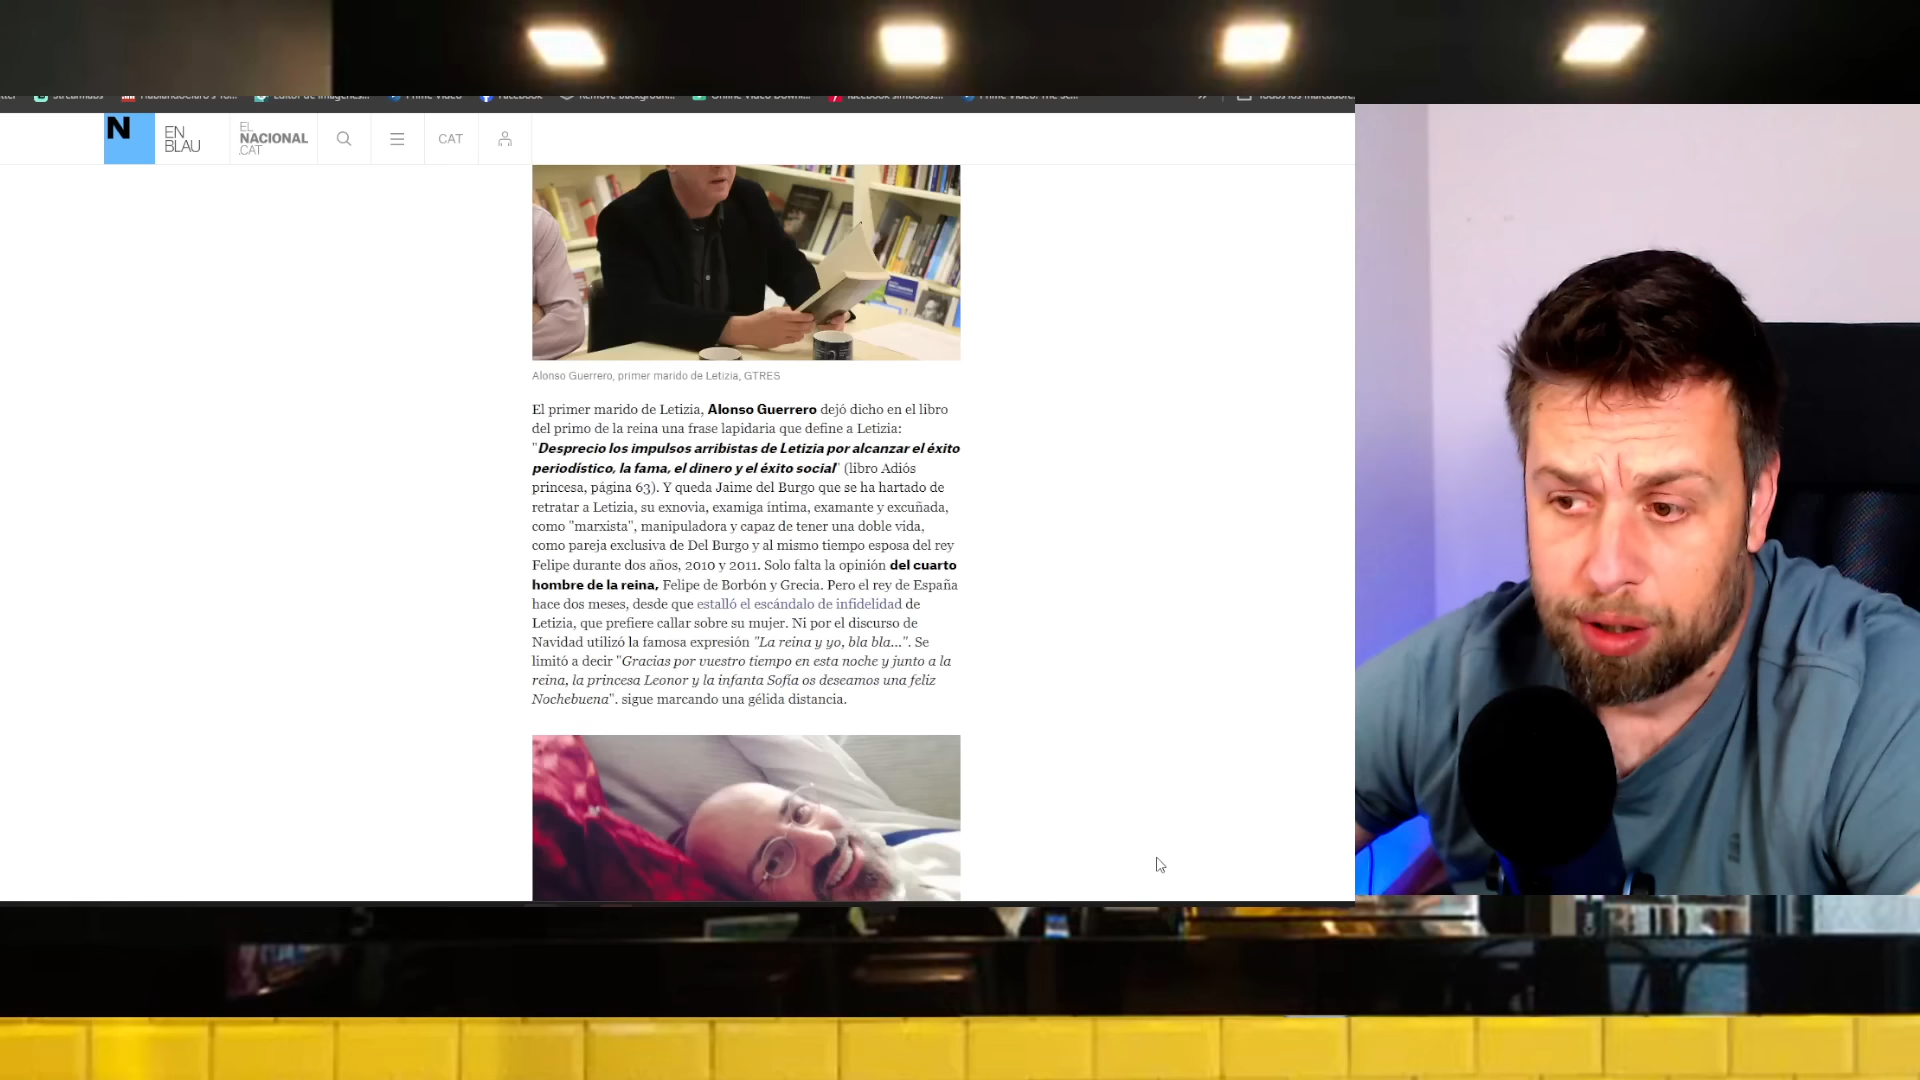 Streamlabs
Prime Video
Facebook
EN
BLAU
EL
NACIONAL
.CAT
CAT
Alonso Guerrero, primer marido de Letizia, GTRES
El primer marido de Letizia, Alonso Guerrero dejó dicho en el libro
del primo de la reina una frase lapidaria que define a Letizia:
"Desprecio los impulsos arribistas de Letizia por alcanzar el éxito
periodístico, la fama, el dinero y el éxito social" (libro Adiós
princesa, página 63). Y queda Jaime del Burgo que se ha hartado de
retratar a Letizia, su exnovia, examiga íntima, examante y excuñada,
como "marxista", manipuladora y capaz de tener una doble vida,
como pareja exclusiva de Del Burgo y al mismo tiempo esposa del rey
Felipe durante dos años, 2010 y 2011. Solo falta la opinión del cuarto
hombre de la reina, Felipe de Borbón y Grecia. Pero el rey de España
hace dos meses, desde que estalló el escándalo de infidelidad de
Letizia, que prefiere callar sobre su mujer. Ni por el discurso de
Navidad utilizó la famosa expresión "La reina y yo, bla bla...". Se
limitó a decir "Gracias por vuestro tiempo en esta noche y junto a la
reina, la princesa Leonor y la infanta Sofía os deseamos una feliz
Nochebuena". sigue marcando una gélida distancia.